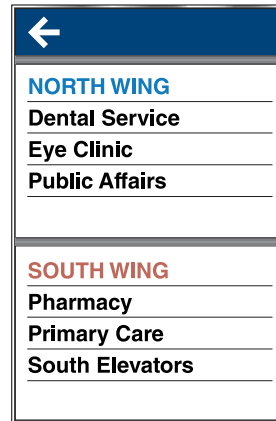 NORTH WING
Dental Service
Eye Clinic
Public Affairs
SOUTH WING
Pharmacy
Primary Care
South Elevators